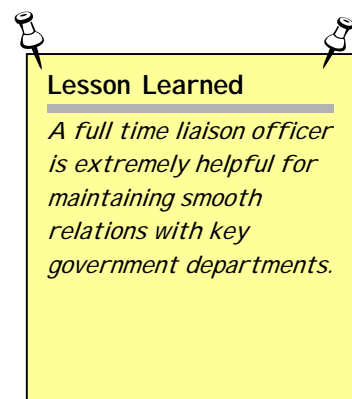 Lesson Learned
A full time liaison officer
is extremely helpful for
maintaining smooth
relations with key
government departments.